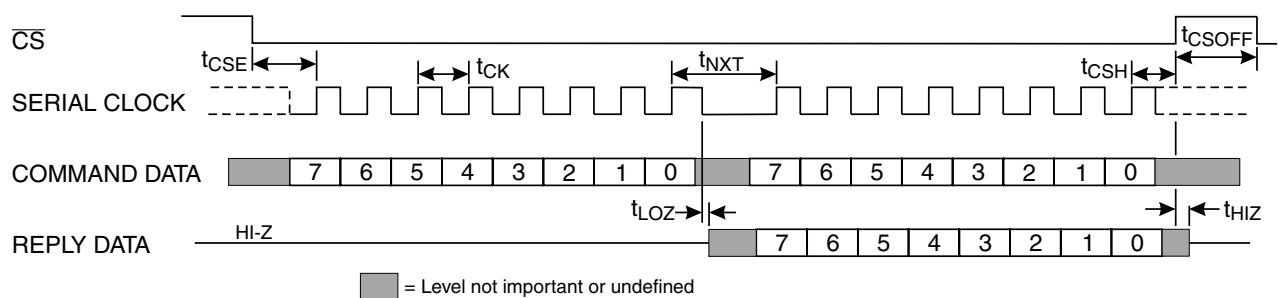 CS
tCSOFF
tCSE
tCK
tNXT
tCSH
SERIAL CLOCK
COMMAND DATA
7 6 5 4 3 2 1 0 7 6 5 4 3 2 1 0
tLOZ
tHIZ
REPLY DATA
HI-Z
7 6 5 4 3 2 1 0
= Level not important or undefined